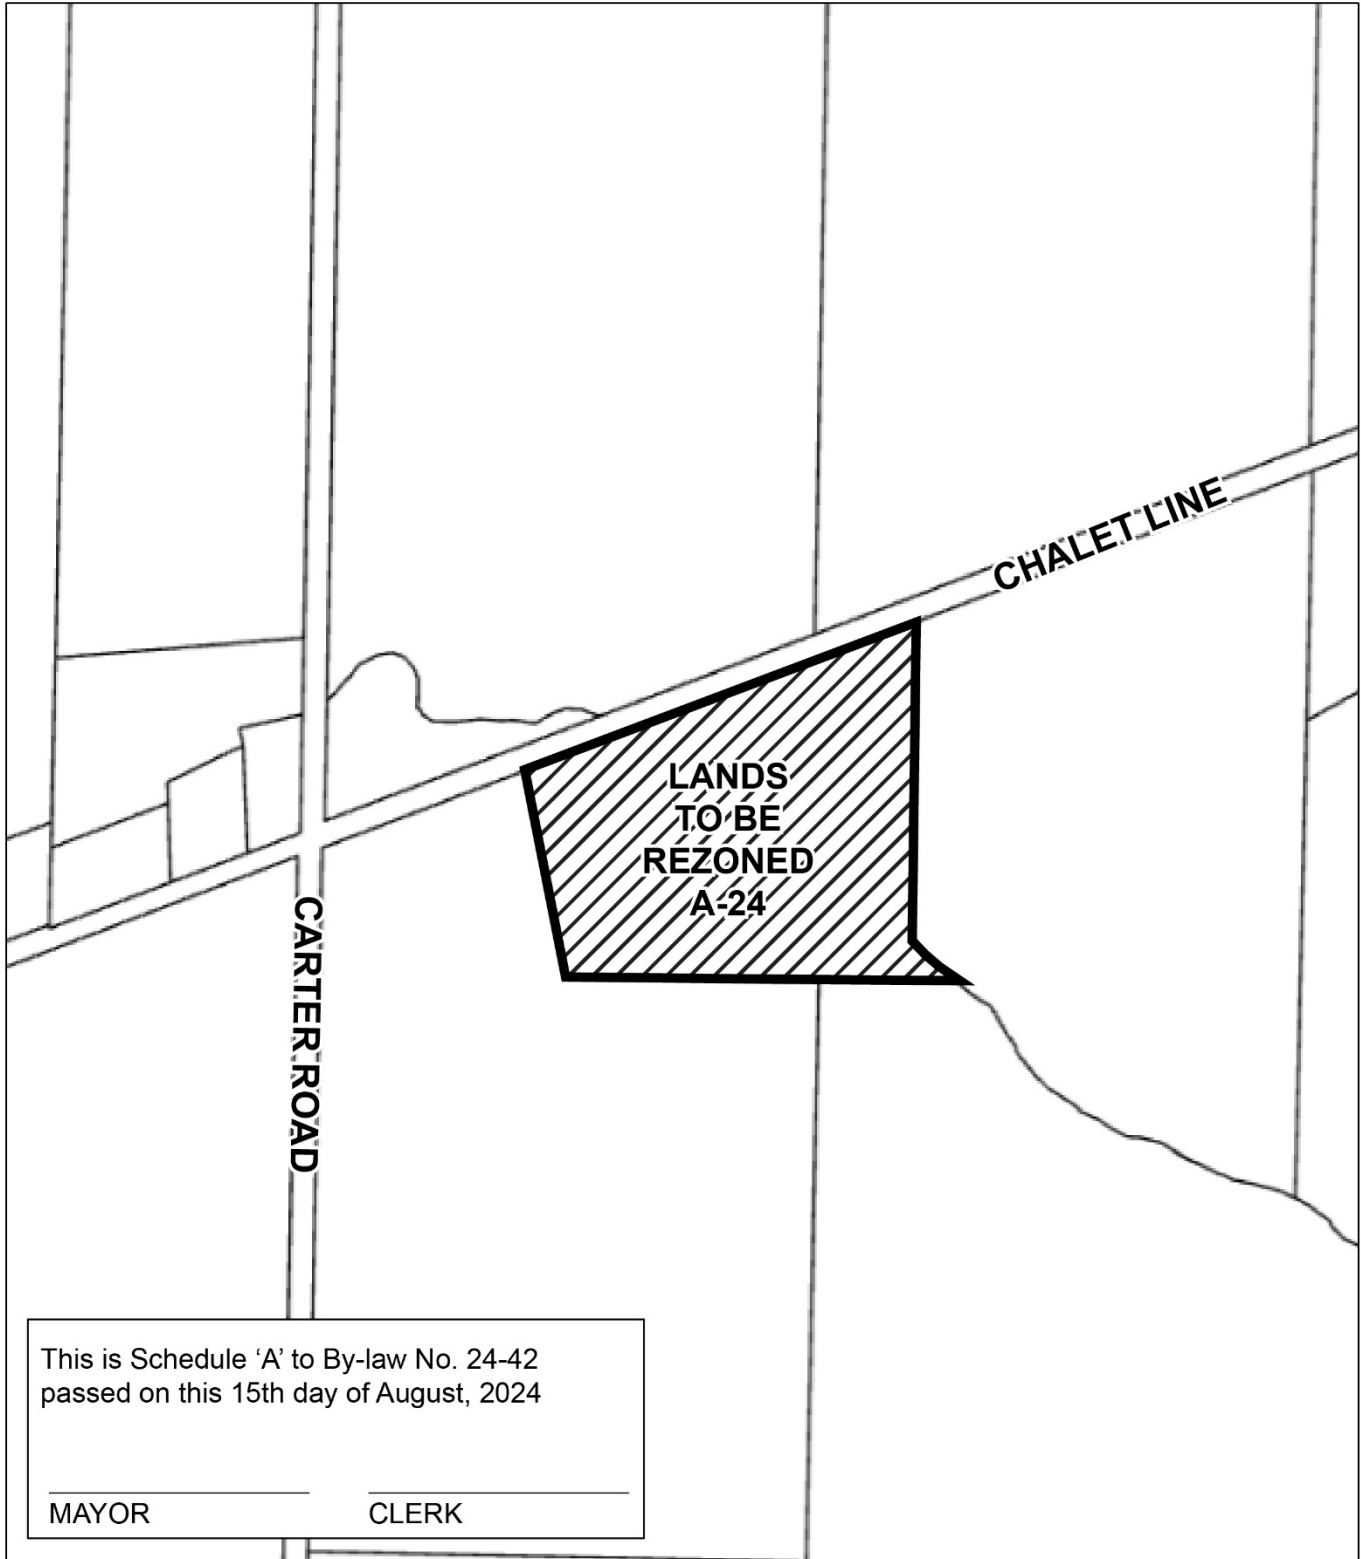 CHALET LINE
LANDS
TO BE
REZONED
A-24
CARTER ROAD
This is Schedule ‘A’ to By-law No. 24-42
passed on this 15th day of August, 2024
MAYOR
CLERK